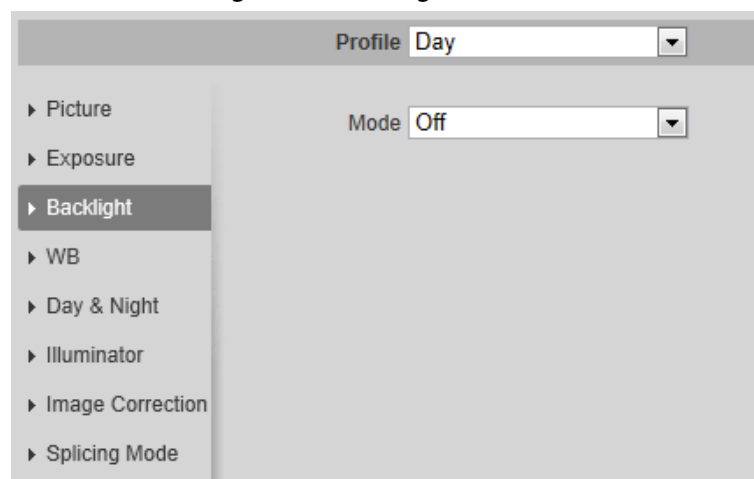 Profile Day
Picture
Mode Off
Exposure
Backlight
WB
Day & Night
Illuminator
Image Correction
Splicing Mode